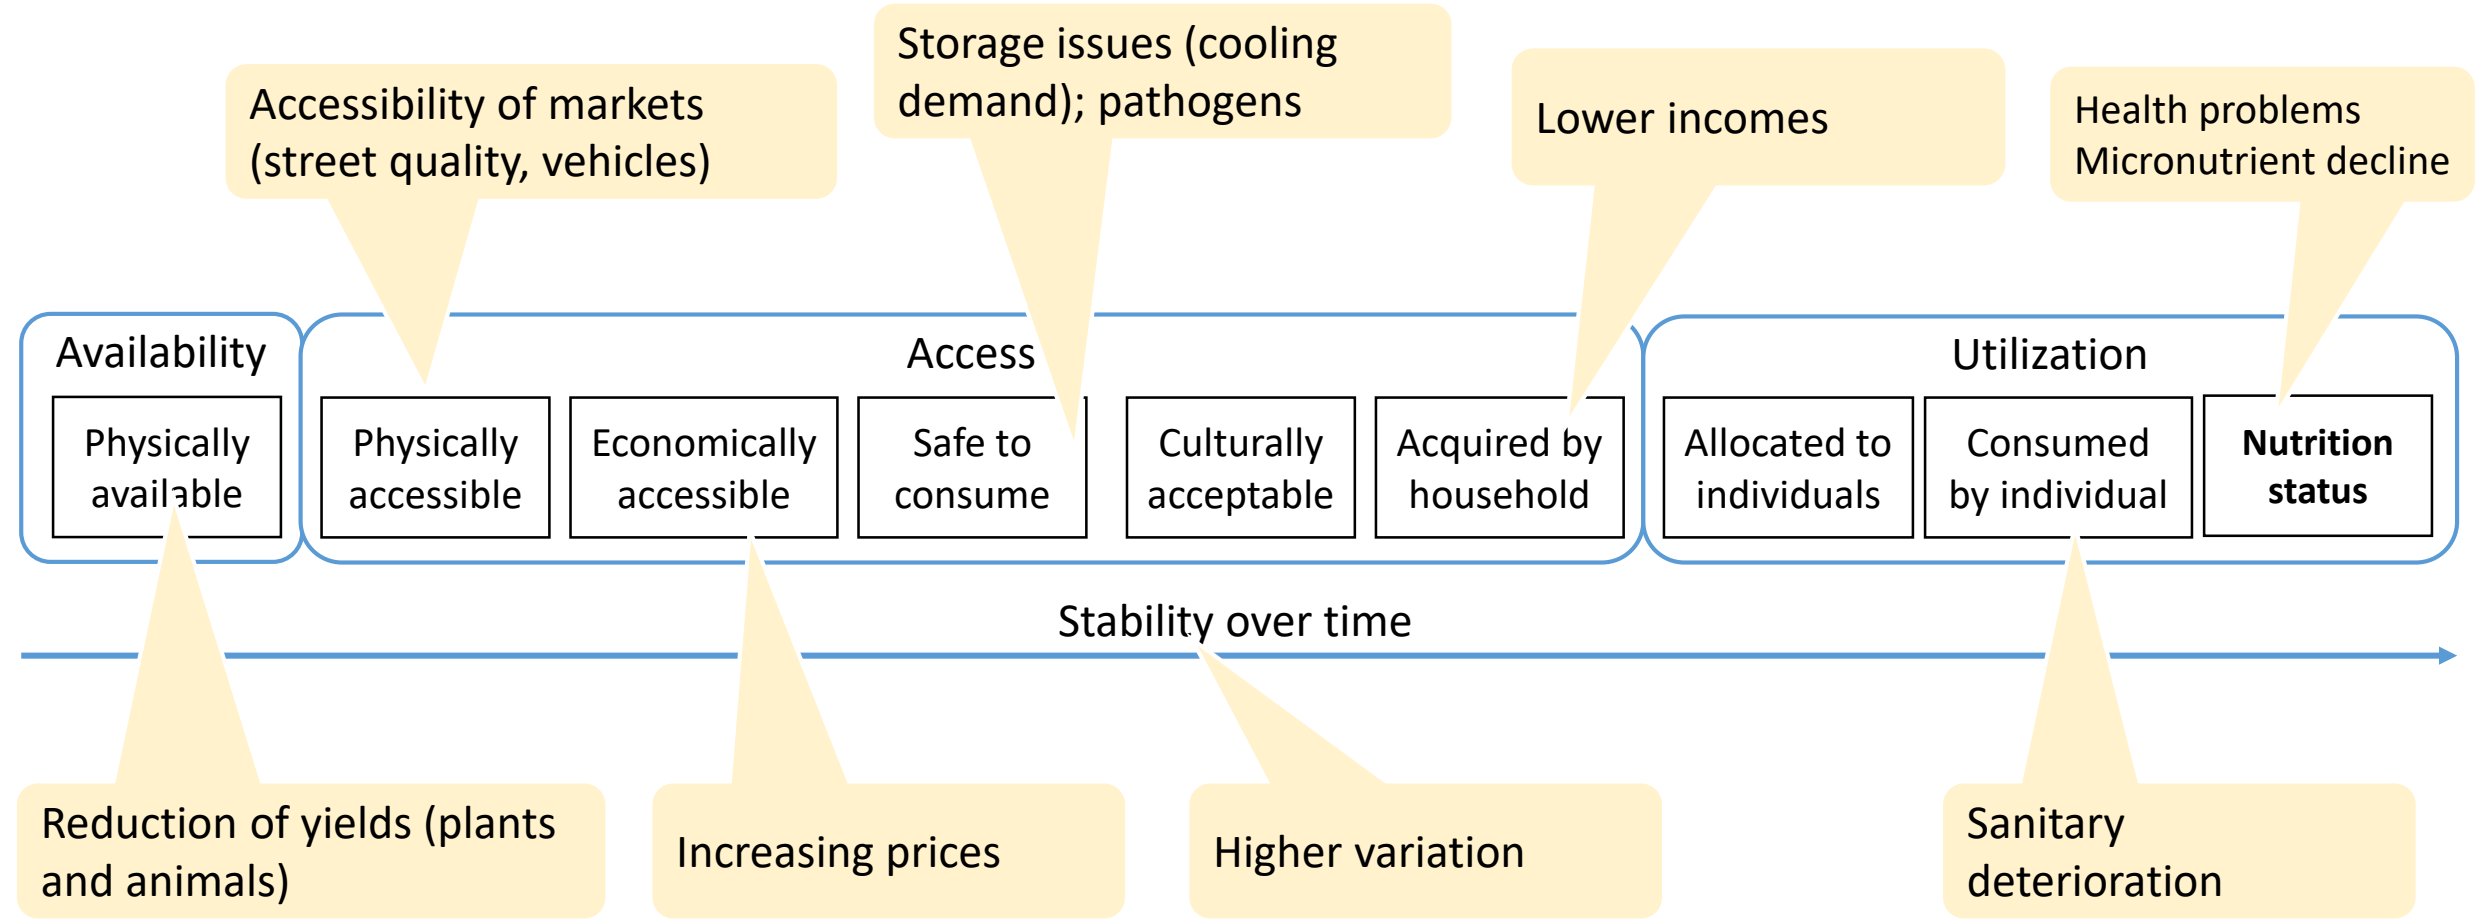 Storage issues (cooling
demand); pathogens
Accessibility of markets
(street quality, vehicles)
Lower incomes
Health problems
Micronutrient decline
Availability
Access
Utilization
Physically
available
Physically
accessible
Economically
accessible
Safe to
consume
Culturally
acceptable
Acquired by
household
Allocated to
individuals
Consumed
by individual
Nutrition
status
Stability over time
Reduction of yields (plants
and animals)
Increasing prices
Higher variation
Sanitary
deterioration